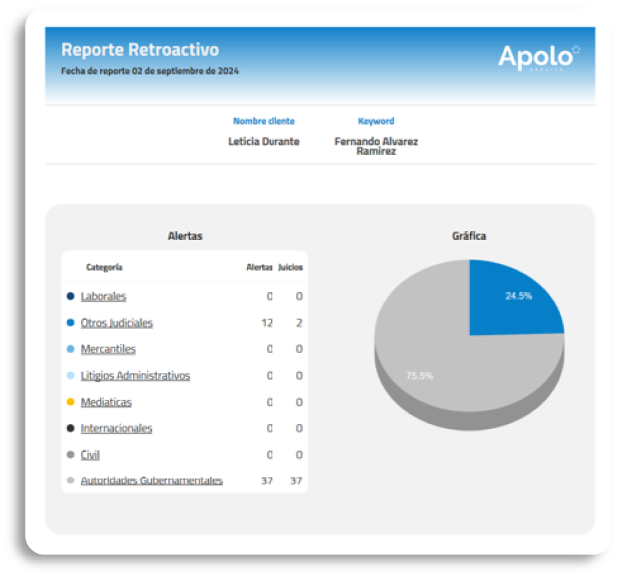 Reporte Retroactivo
Fecha de reporte 02 de septiembre de 2024
Apolo
Nombre cliente
Keyword
Leticia Durante
Fernando Alvarez
Ramirez
Alertas
Gráfica
Categoría Alertas Juicios
Laborales 0 0
Otros Judiciales 12 2
Mercantiles 0 0
Litigios Administrativos 0 0
Mediaticas 0 0
Internacionales 0 0
Civil 0 0
Autoridades Gubernamentales 37 37
24.5%
75.5%